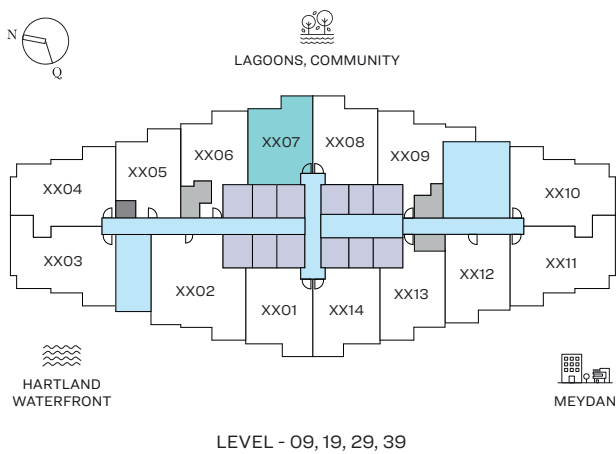 N
Q
LAGOONS, COMMUNITY
XX07
XX08
XX06
XX09
XX05
XX04
XX10
XX03
XX02
XX01
XX14
XX13
XX12
XX11
HARTLAND
WATERFRONT
MEYDAN
LEVEL - 09, 19, 29, 39